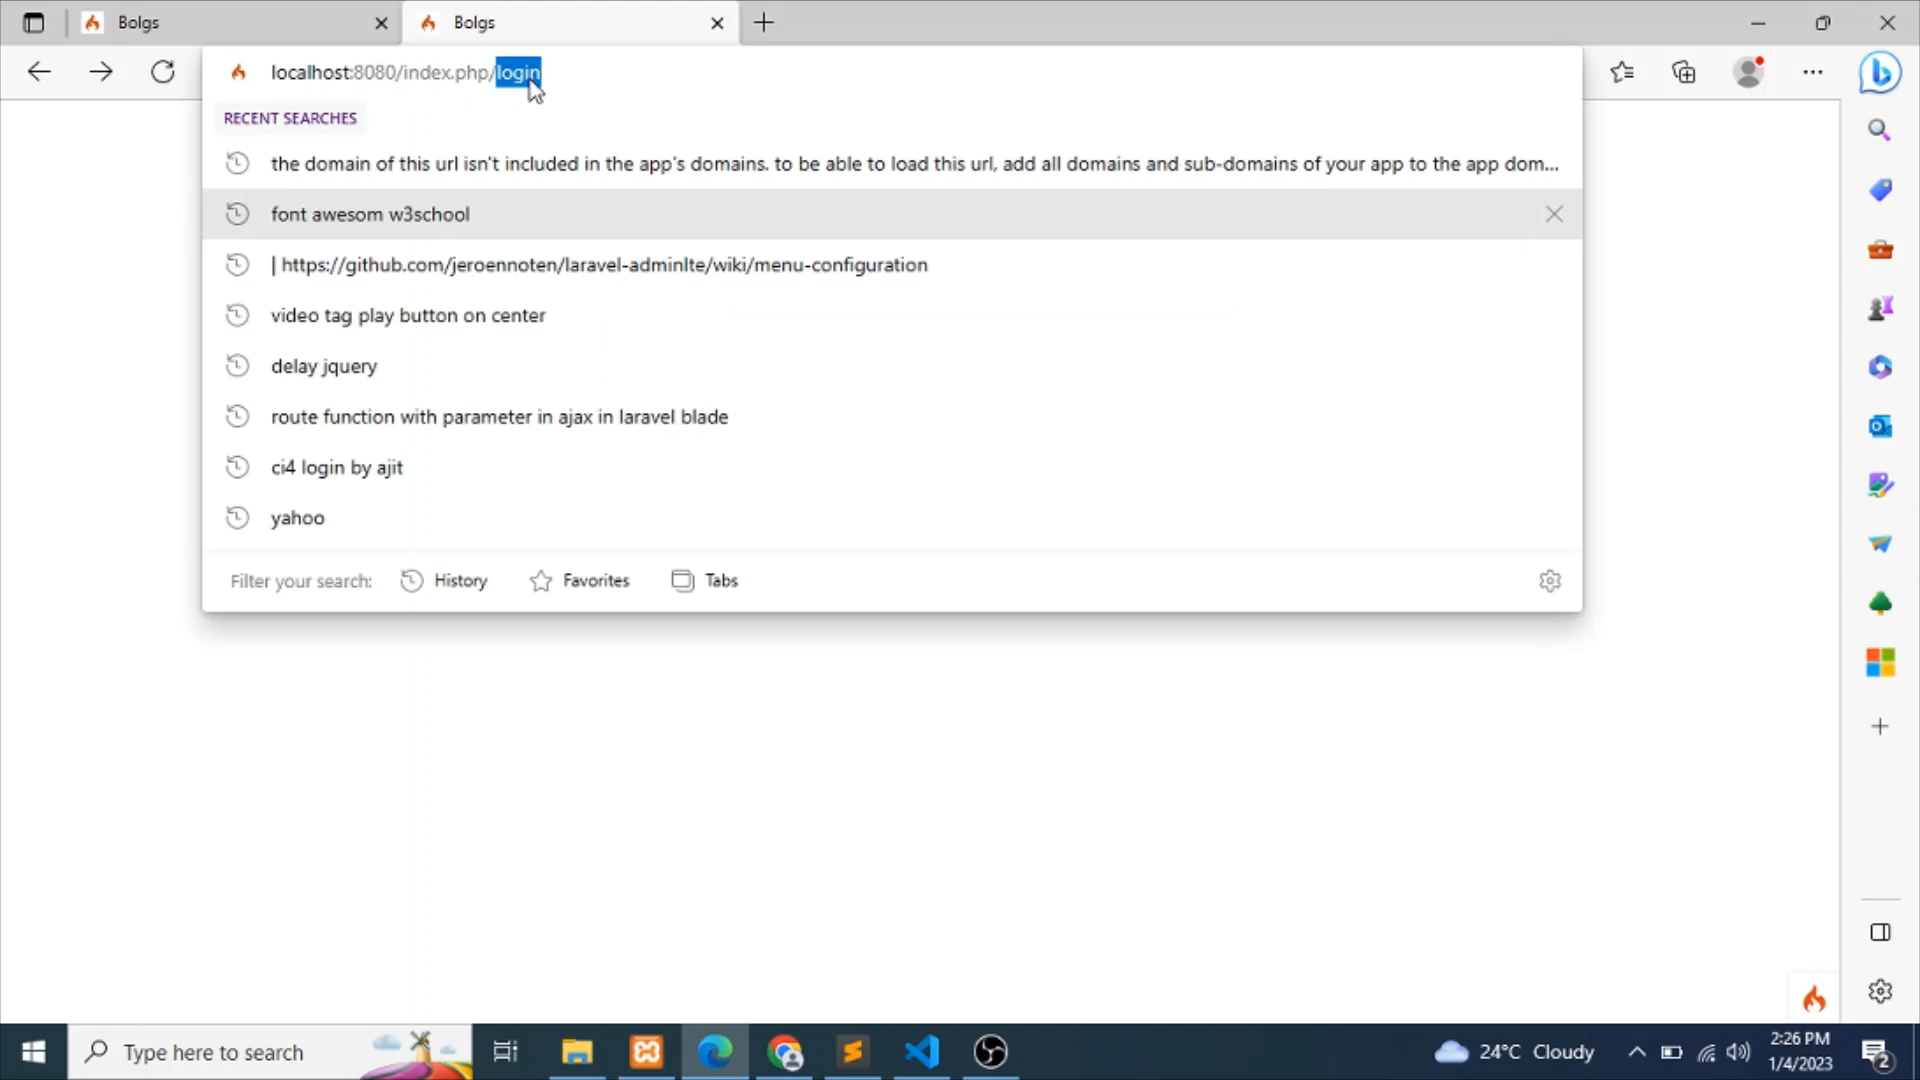 Bolgs
Bolgs
localhost:8080/index.php/login
RECENT SEARCHES
the domain of this url isn't included in the app's domains. to be able to load this url, add all domains and sub-domains of your app to the app dom...
font awesom w3school
| https://github.com/jeroennoten/laravel-adminlte/wiki/menu-configuration
video tag play button on center
delay jquery
route function with parameter in ajax in laravel blade
ci4 login by ajit
yahoo
Filter your search: History Favorites Tabs
Type here to search
24°C Cloudy
2:26 PM
1/4/2023
2